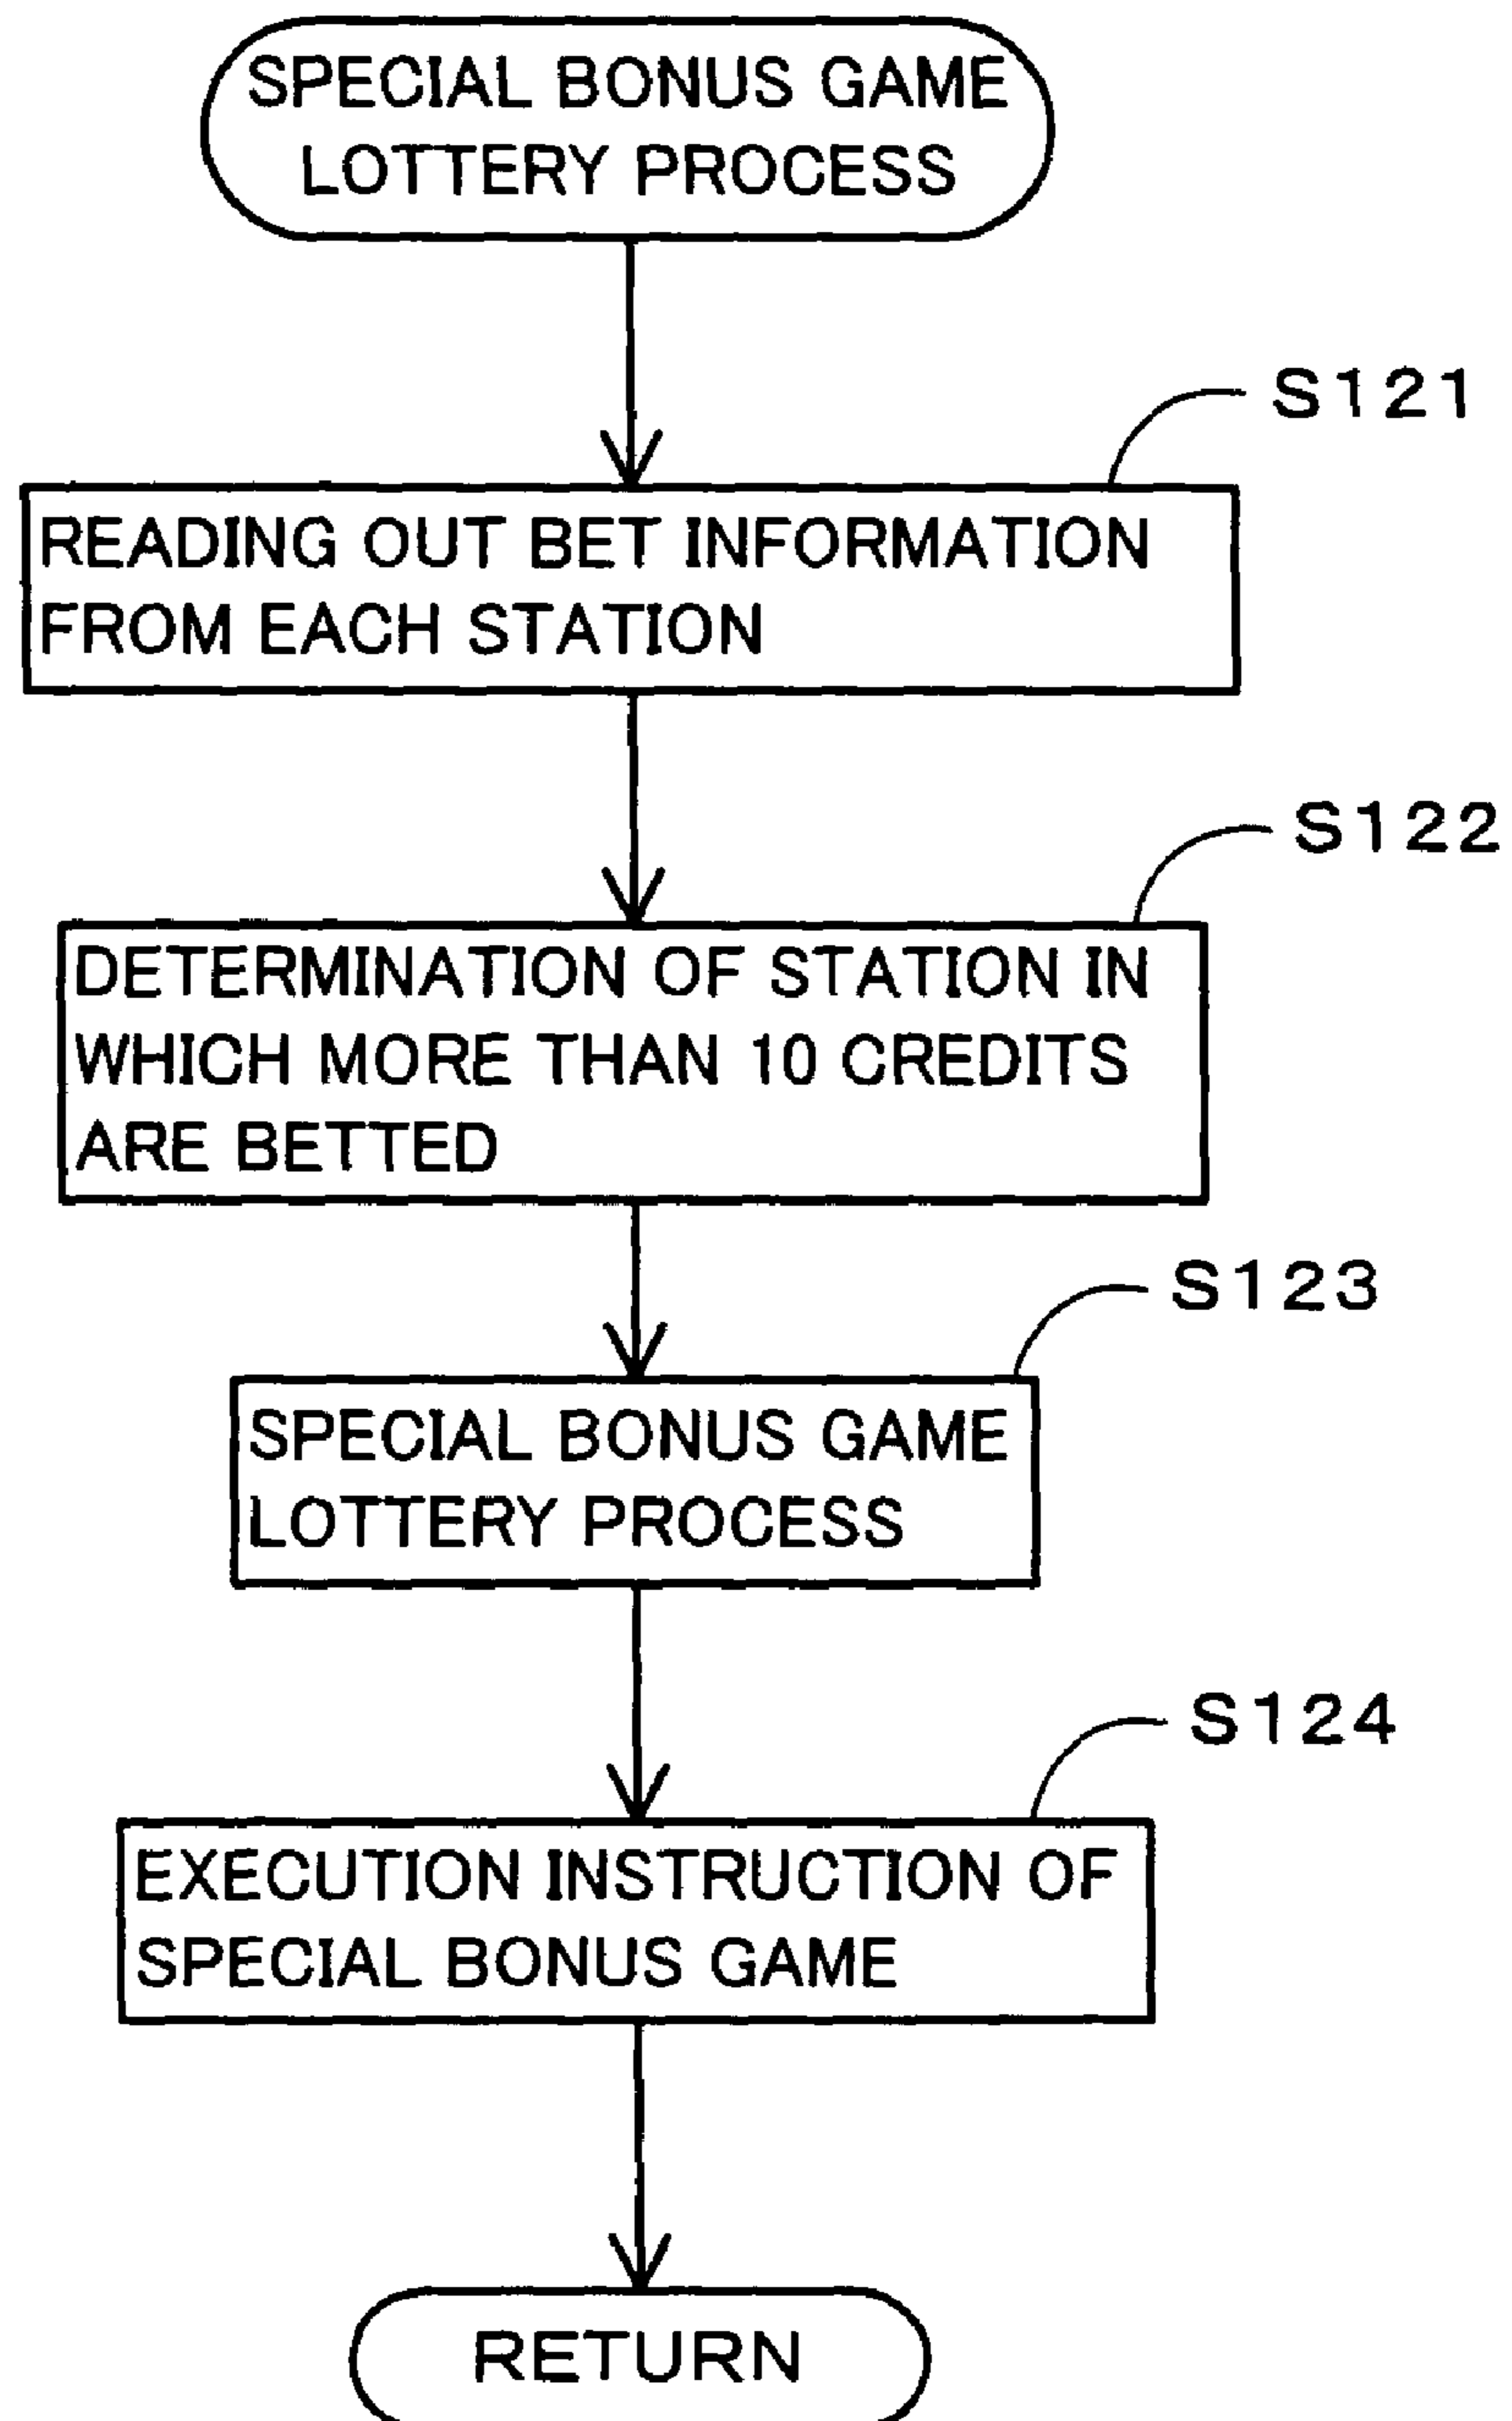 SPECIAL BONUS GAME
LOTTERY PROCESS
S121
READING OUT BET INFORMATION
FROM EACH STATION
S122
DETERMINATION OF STATION IN
WHICH MORE THAN 10 CREDITS
ARE BETTED
S123
SPECIAL BONUS GAME
LOTTERY PROCESS
S124
EXECUTION INSTRUCTION OF
SPECIAL BONUS GAME
RETURN